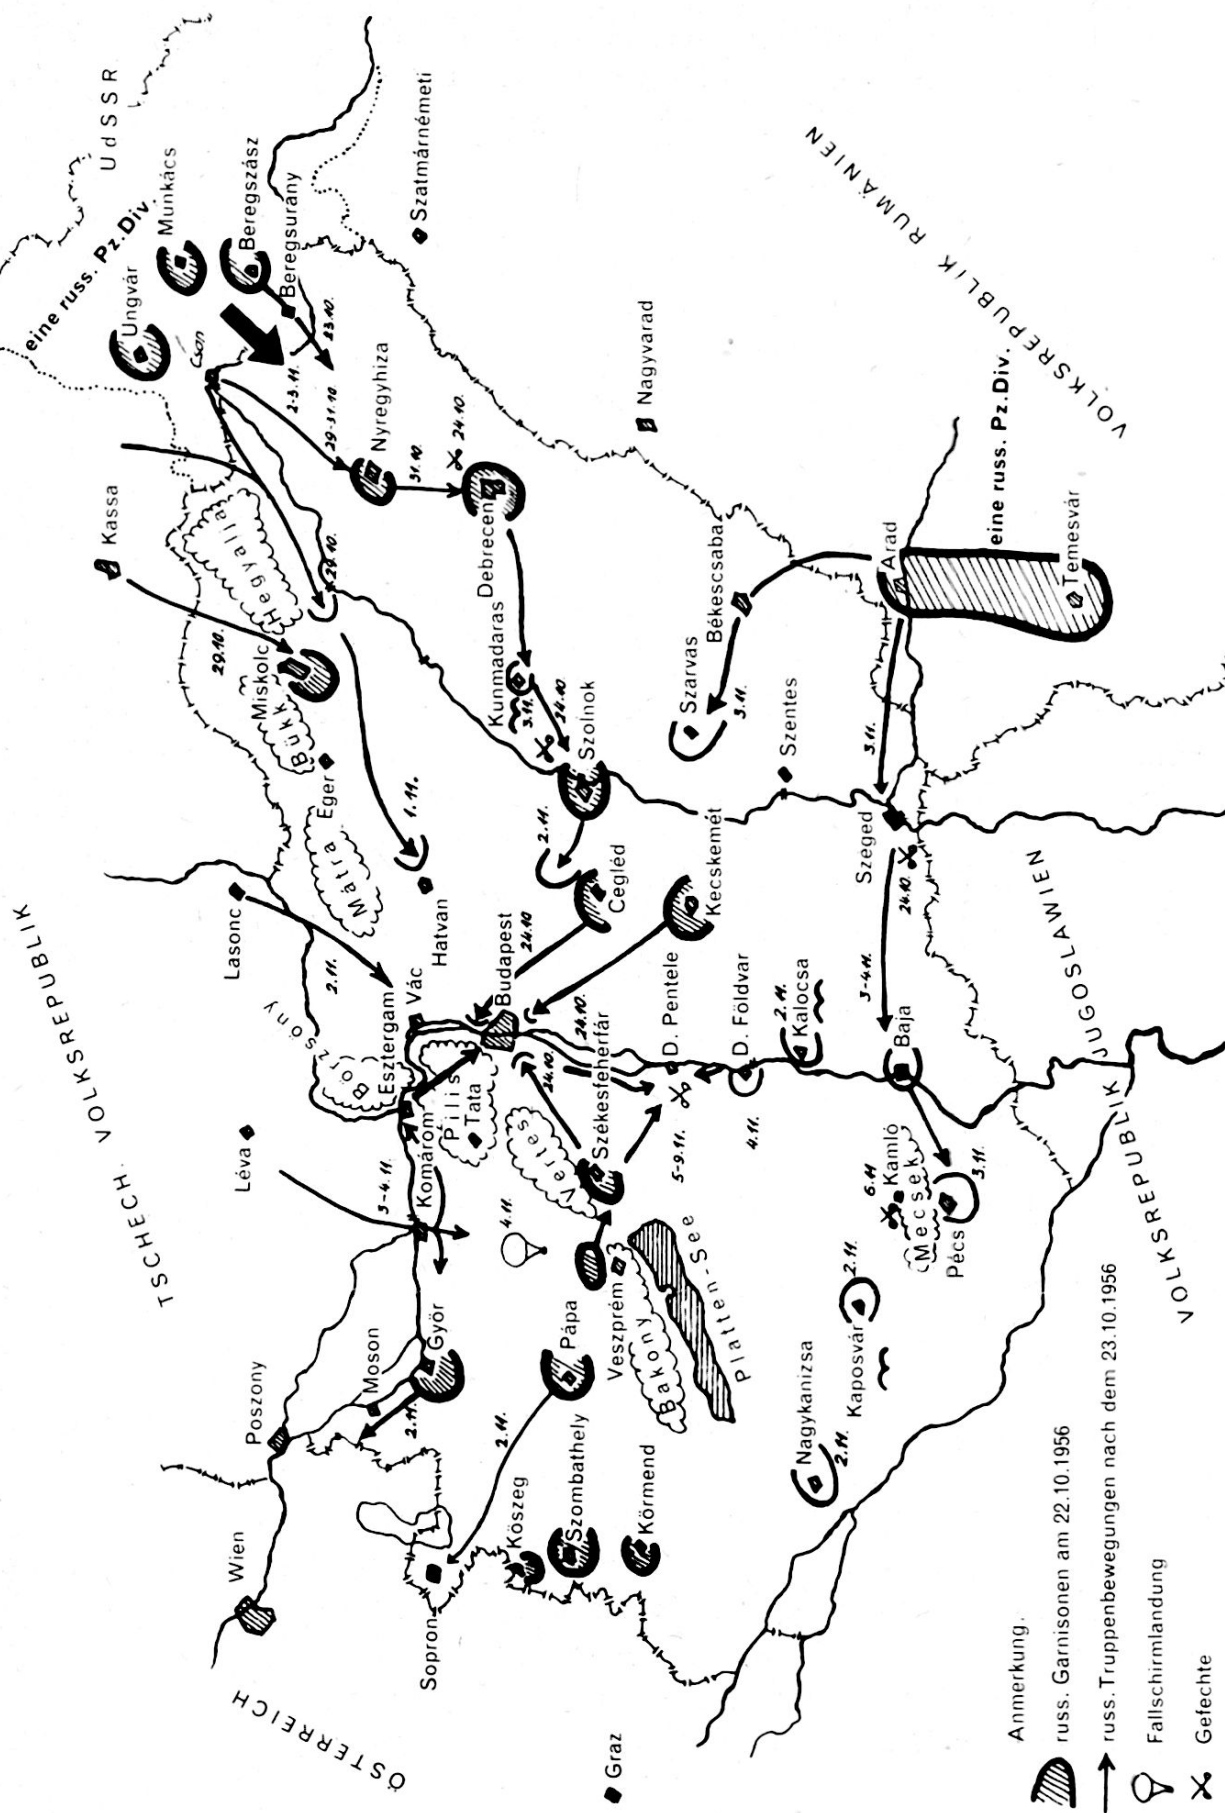 TSCHECH. VOLKSREPUBLIK
UdSSR
eine russ. Pz.Div.
Ungvár
Munkács
Cson
Beregszász
Beregsurány
Szatmárnémeti
2-3.11.
23.10.
29-31.10
Nyregyhiza
31.10.
24.10.
Debrecen
Kassa
29.10.
Hegyalja
29.10.
Miskolc
Bükk
Eger
Mátra
1.11.
Hatvan
Lasonc
2.11.
Börzsöny
Esztergam
Vác
Budapest
24.10
Kunmadaras
3.11.
24.10
Szolnok
2.11
Cegléd
Kecskemét
Nagyvarad
VOLKSREPUBLIK RUMÄNIEN
eine russ. Pz.Div.
Arad
Temesvár
Békescsaba
Szarvas
3.11.
Szentes
3.11.
Szeged
24.10.
3-4.11.
Baja
Léva
3-4.11.
Komárom
Pilis
Tata
4.11
Vertes
Székesfeherfár
24.10.
24.10.
D. Pentele
5-9.11.
D. Földvar
4.11.
2.11.
Kalocsa
Poszony
Moson
Györ
2.11.
Pápa
2.11.
Veszprém
Bakony
Platten-See
6.11
Kamló
Mecsek
Pécs
3.11.
Kaposvár
2.11.
Nagykanizsa
2.11.
Wien
Sopron
Köszeg
Szombathely
Körmend
ÖSTERREICH
Graz
VOLKSREPUBLIK JUGOSLAWIEN
Anmerkung.
russ. Garnisonen am 22.10.1956
russ. Truppenbewegungen nach dem 23.10.1956
Fallschirmlandung
Gefechte